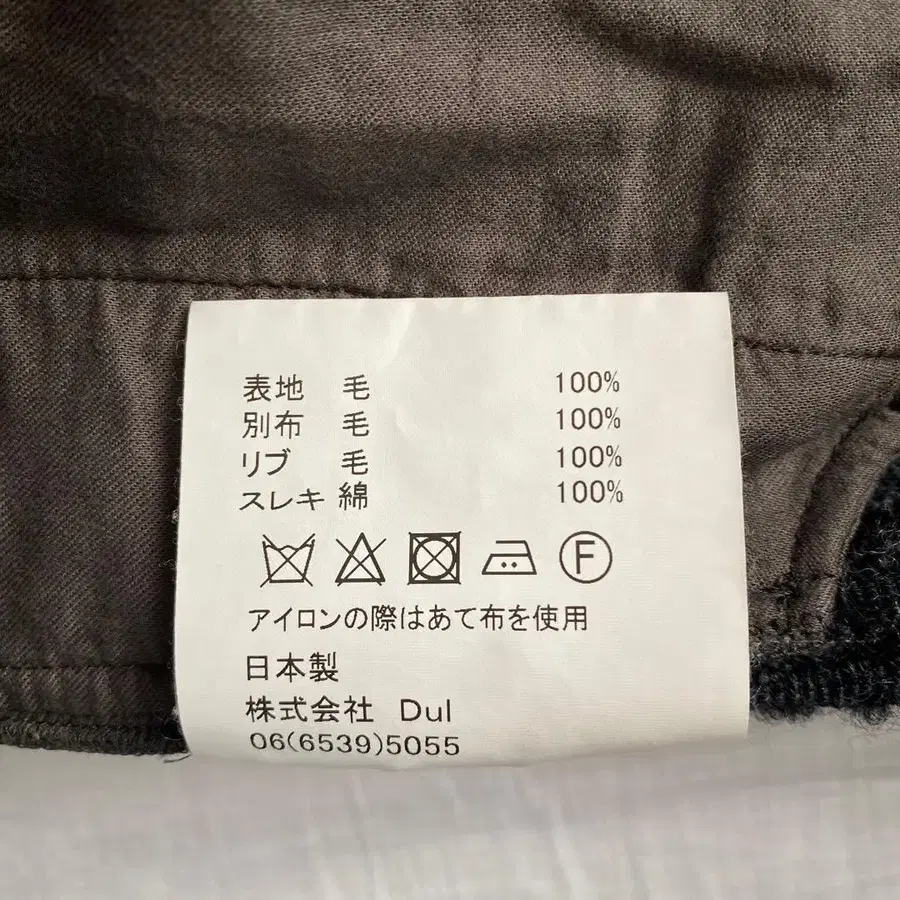 表地 毛 100%
別布 毛 100%
リブ 毛 100%
スレキ 綿 100%
F
アイロンの際はあて布を使用
日本製
株式会社 Dul
06(6539)5055